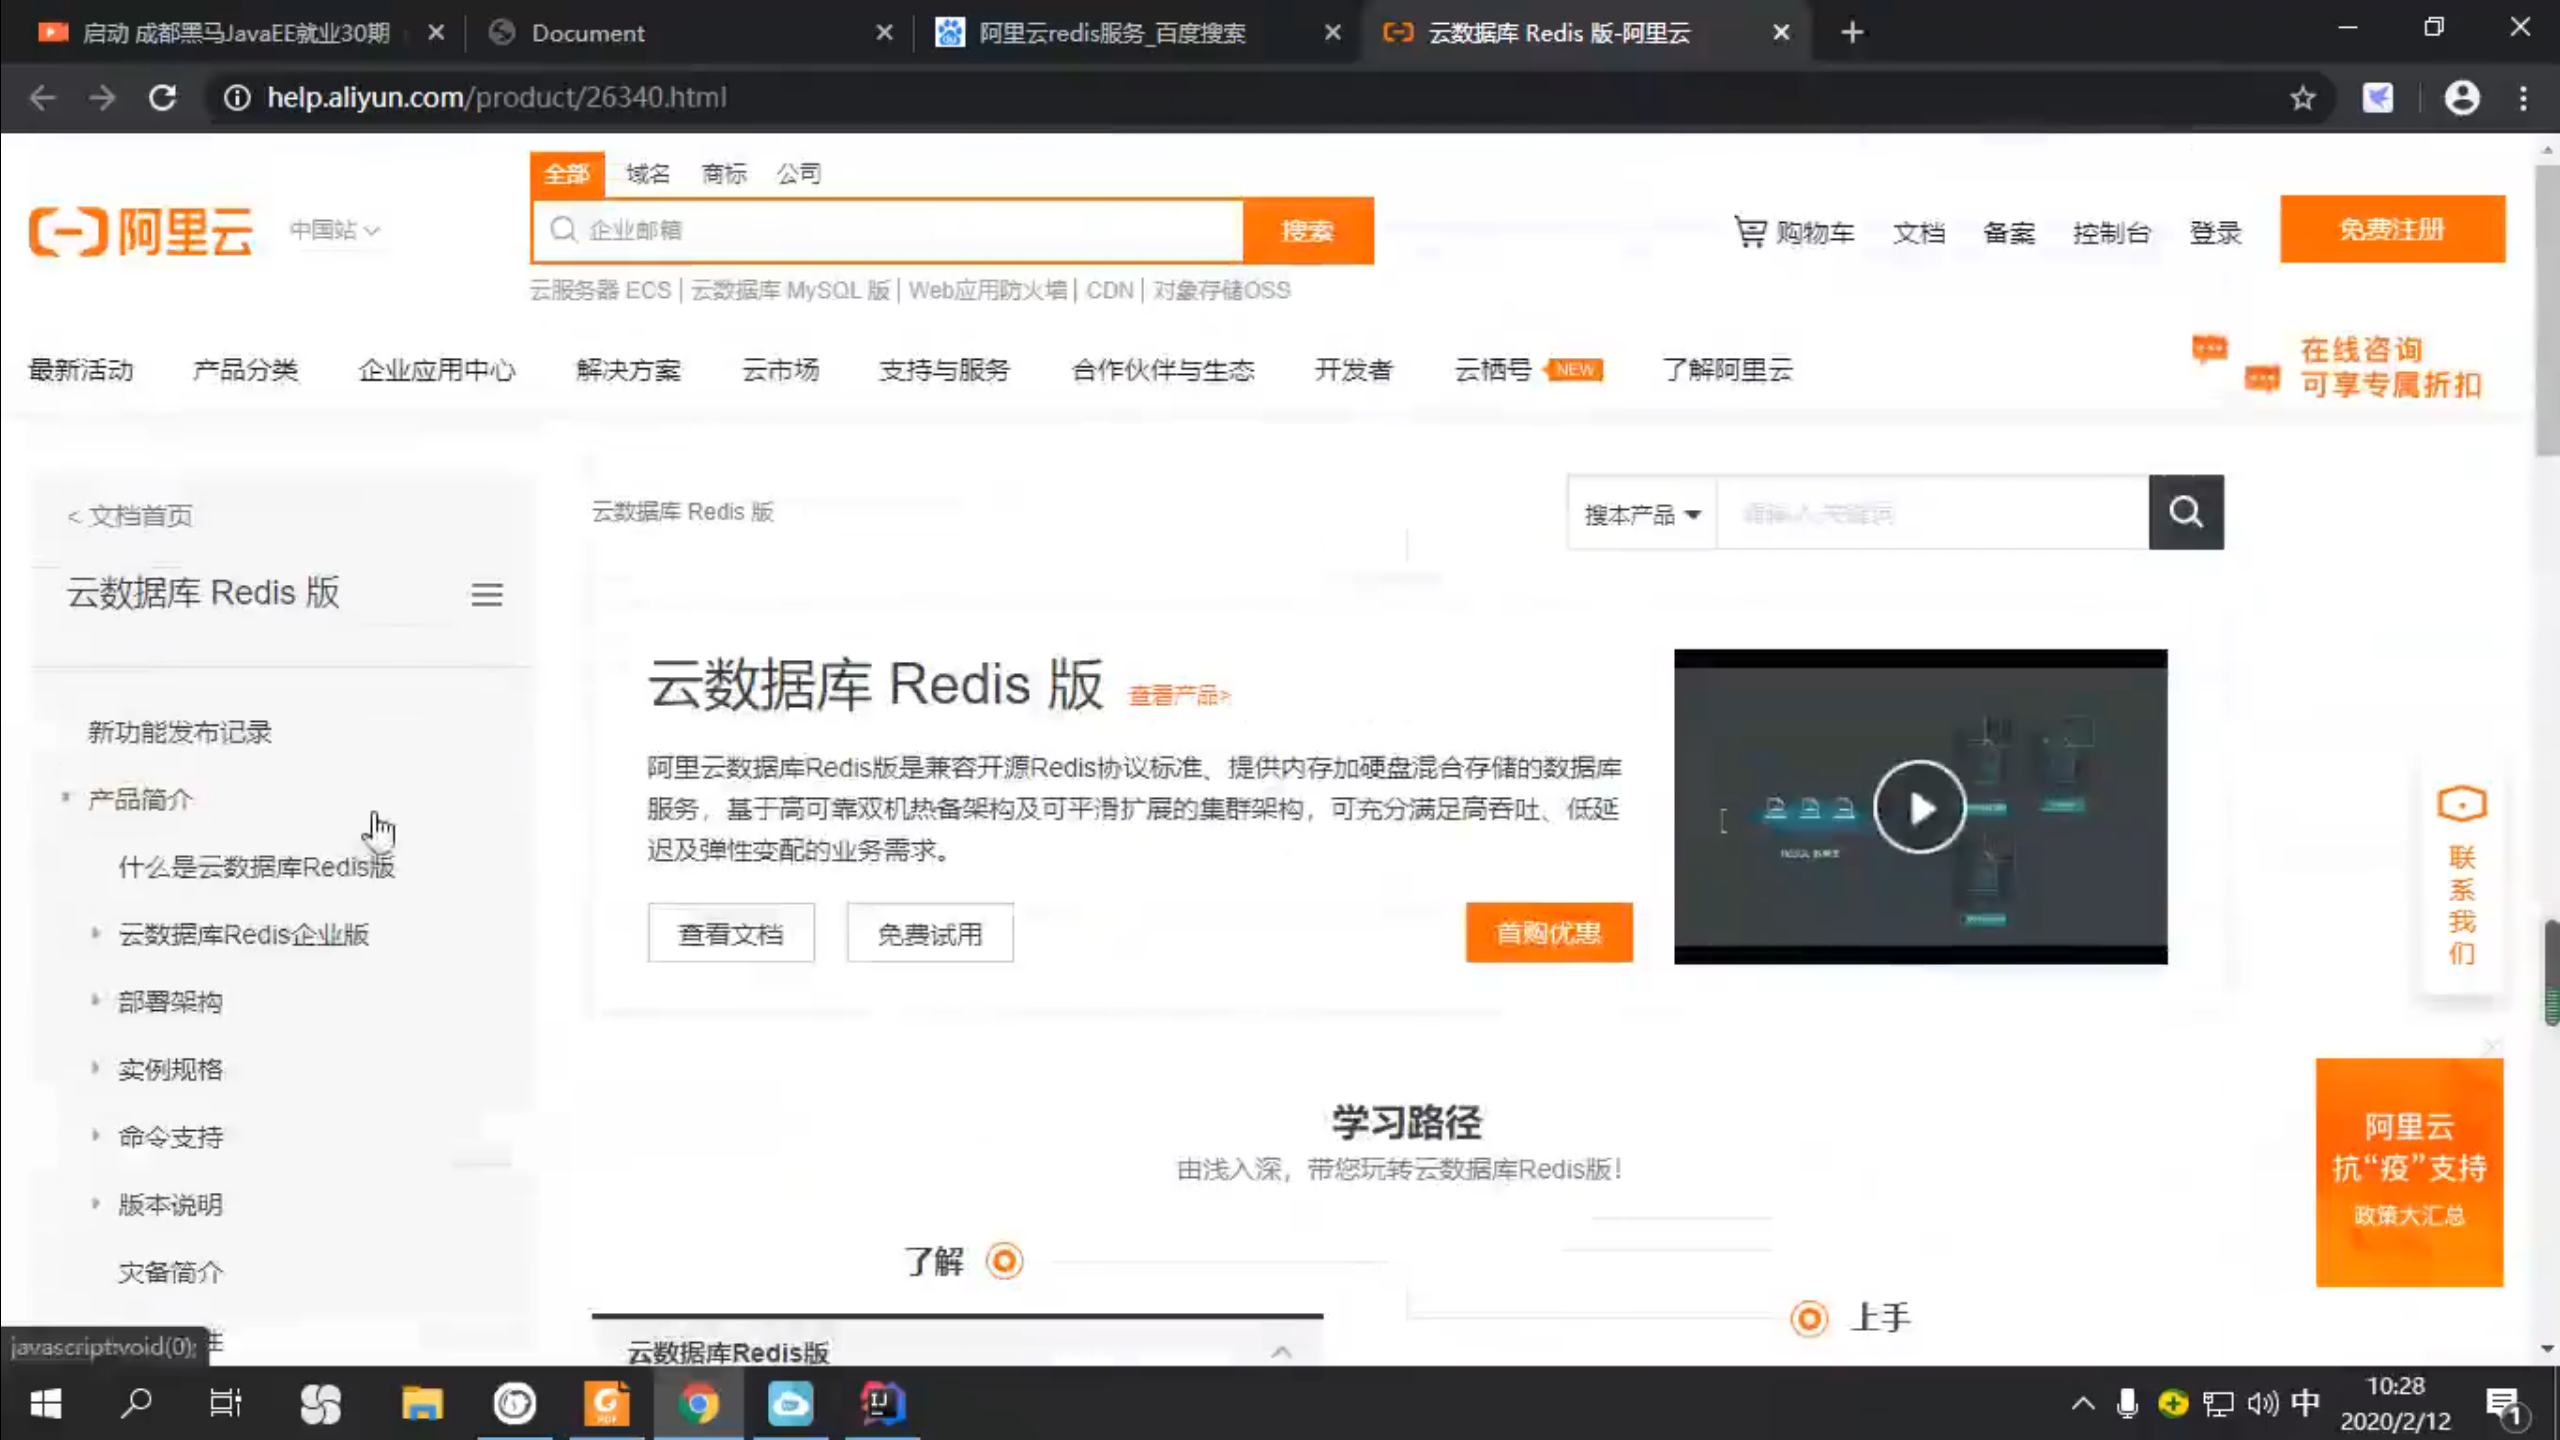 启动 成都黑马JavaEE就业30期
Document
阿里云redis服务_百度搜索
云数据库 Redis 版-阿里云
help.aliyun.com/product/26340.html
全部 域名 商标 公司
阿里云
中国站
企业邮箱
搜索
购物车 文档 备案 控制台 登录 免费注册
云服务器 ECS | 云数据库 MySQL 版 | Web应用防火墙 | CDN | 对象存储OSS
最新活动 产品分类 企业应用中心 解决方案 云市场 支持与服务 合作伙伴与生态 开发者 云栖号 NEW 了解阿里云
在线咨询
可享专属折扣
< 文档首页
云数据库 Redis 版
新功能发布记录
产品简介
什么是云数据库Redis版
云数据库Redis企业版
部署架构
实例规格
命令支持
版本说明
灾备简介
javascript:void(0);
云数据库 Redis 版
搜本产品
请输入关键词
云数据库 Redis 版 查看产品>
阿里云数据库Redis版是兼容开源Redis协议标准、提供内存加硬盘混合存储的数据库
服务，基于高可靠双机热备架构及可平滑扩展的集群架构，可充分满足高吞吐、低延
迟及弹性变配的业务需求。
查看文档 免费试用 首购优惠
学习路径
由浅入深，带您玩转云数据库Redis版！
了解
云数据库Redis版
上手
联
系
我
们
阿里云
抗“疫”支持
政策大汇总
中
10:28
2020/2/12
1